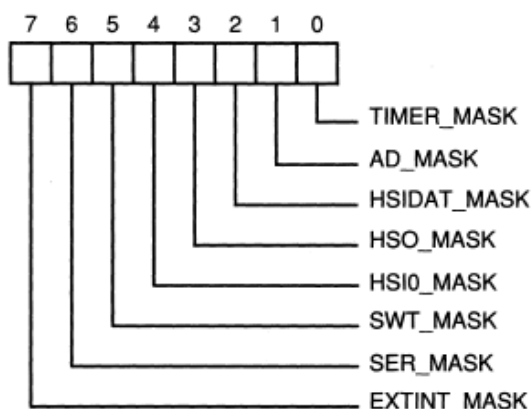 7 6 5 4 3 2 1 0
TIMER_MASK
AD_MASK
HSIDAT_MASK
HSO_MASK
HSI0_MASK
SWT_MASK
SER_MASK
EXTINT_MASK